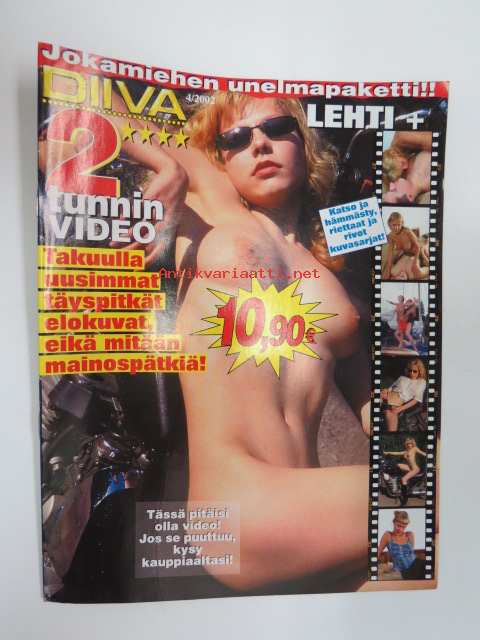 Jokamiehen unelmapaketti!!
DIIVA
4/2002
LEHTI +
2
tunnin
VIDEO
Katso ja
hämmästy,
riettaat ja
rivot
kuvasarjat!
Takuulla
uusimmat
täyspitkät
elokuvat,
eikä mitään
mainospätkiä!
Antikvariaatti.net
10,90€
Tässä pitäisi
olla video!
Jos se puuttuu,
kysy
kauppiaaltasi!